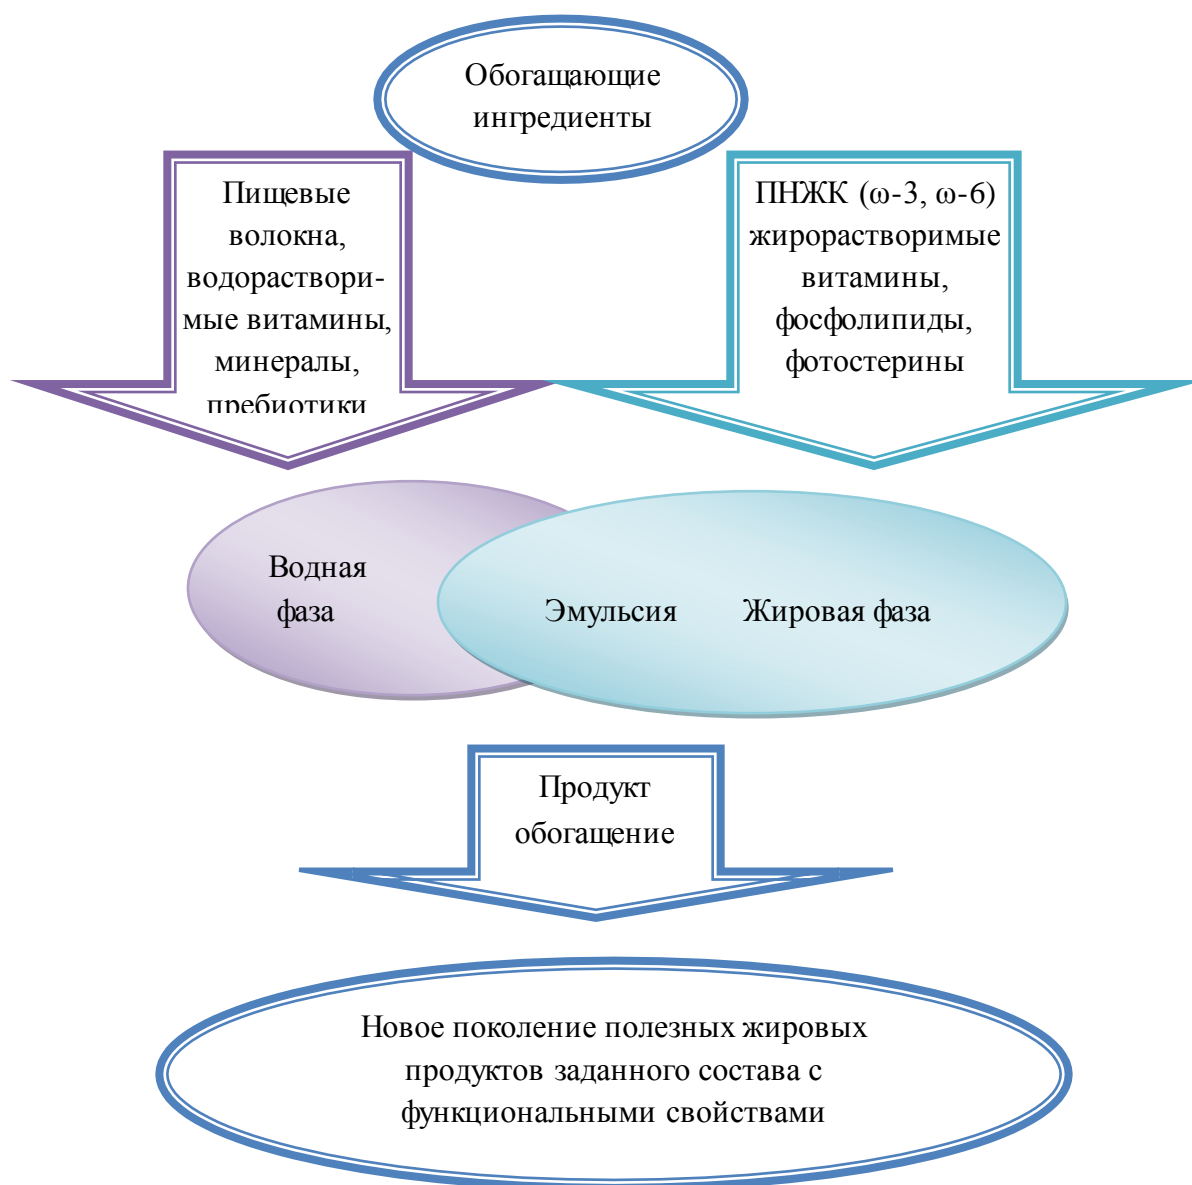 Обогащающие
ингредиенты
Пищевые
волокна,
водораствори-
мые витамины,
минералы,
пребиотики
ПНЖК (ω-3, ω-6)
жирорастворимые
витамины,
фосфолипиды,
фотостерины
Водная
фаза
Эмульсия Жировая фаза
Продукт
обогащение
Новое поколение полезных жировых
продуктов заданного состава с
функциональными свойствами